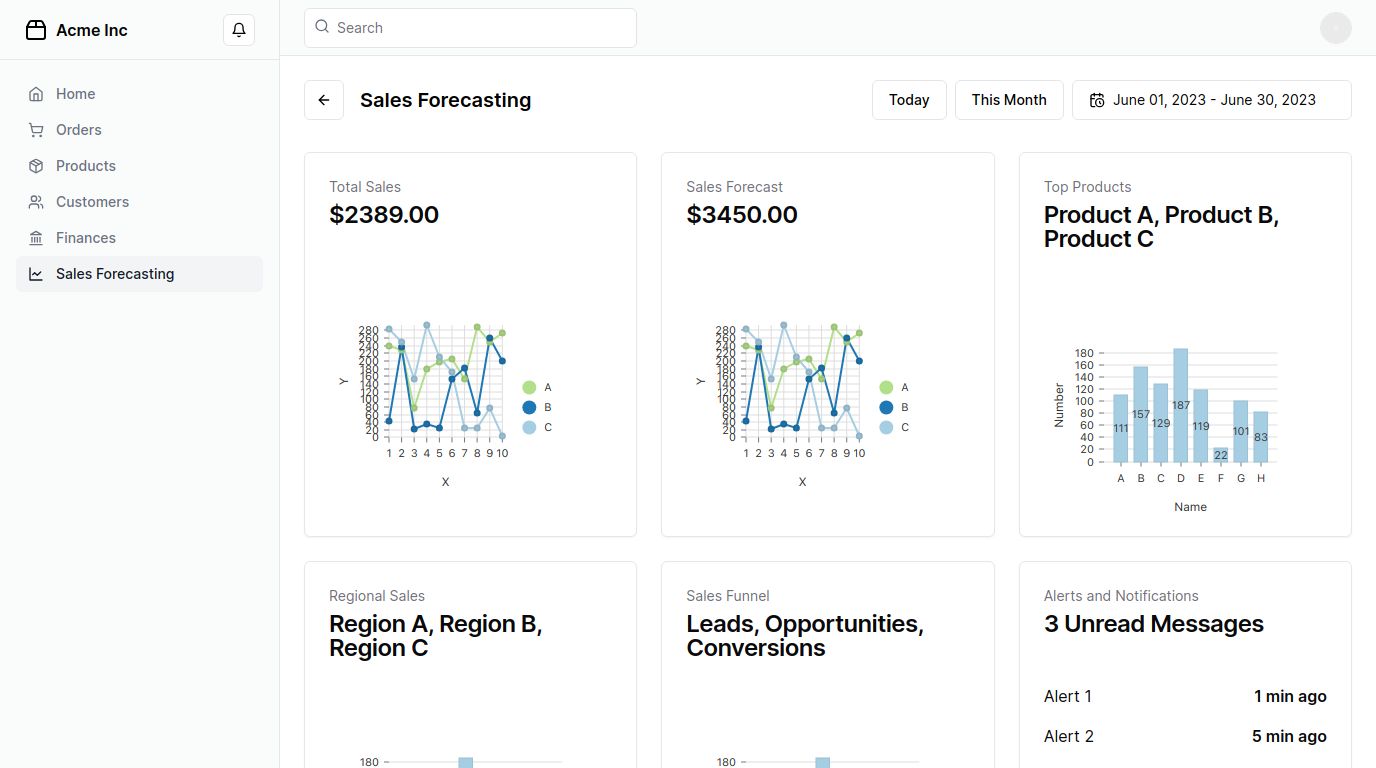 Acme Inc
Search
Home
Orders
Products
Customers
Finances
Sales Forecasting
Sales Forecasting
Today
This Month
June 01, 2023 - June 30, 2023
Total Sales
$2389.00
280
260
240
220
200
180
160
140
120
100
80
60
40
20
0
Y
1 2 3 4 5 6 7 8 9 10
X
A
B
C
Sales Forecast
$3450.00
280
260
240
220
200
180
160
140
120
100
80
60
40
20
0
Y
1 2 3 4 5 6 7 8 9 10
X
A
B
C
Top Products
Product A, Product B,
Product C
180
160
140
120
100
80
60
40
20
0
Number
111 157 129 187 119 22 101 83
A B C D E F G H
Name
Regional Sales
Region A, Region B,
Region C
180
Sales Funnel
Leads, Opportunities,
Conversions
180
Alerts and Notifications
3 Unread Messages
Alert 1 1 min ago
Alert 2 5 min ago